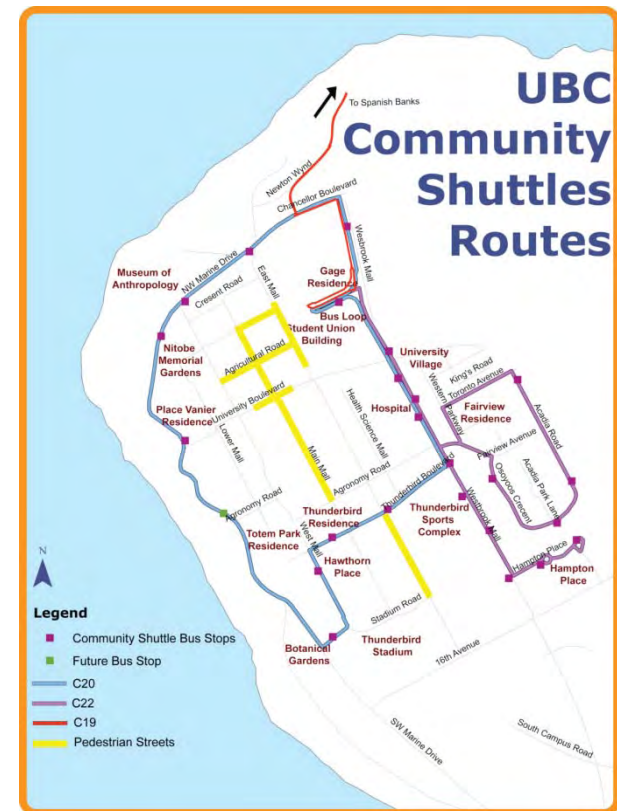 UBC
Community
Shuttles
Routes
To Spanish Banks
Newton Wynd
Chancellor Boulevard
Wesbrook Mall
NW Marine Drive
Museum of
Anthropology
Cresent Road
East Mall
Gage
Residence
Bus Loop
Student Union
Building
Nitobe
Memorial
Gardens
Agricultural Road
University Boulevard
University
Village
King's Road
Toronto Avenue
Western Parkway
Fairview
Residence
Acadia Road
Place Vanier
Residence
Lower Mall
Health Science Mall
Hospital
Main Mall
Fairview Avenue
Osoyoos Crecent
Acadia Park Lane
Agronomy Road
Agronomy Road
Thunderbird Boulevard
Thunderbird
Residence
Thunderbird
Sports
Complex
Wesbrook Mall
Totem Park
Residence
West Mall
Hawthorn
Place
Hampton Place
Hampton
Place
Stadium Road
Botanical
Gardens
Thunderbird
Stadium
16th Avenue
SW Marine Drive
South Campus Road
N
Legend
Community Shuttle Bus Stops
Future Bus Stop
C20
C22
C19
Pedestrian Streets